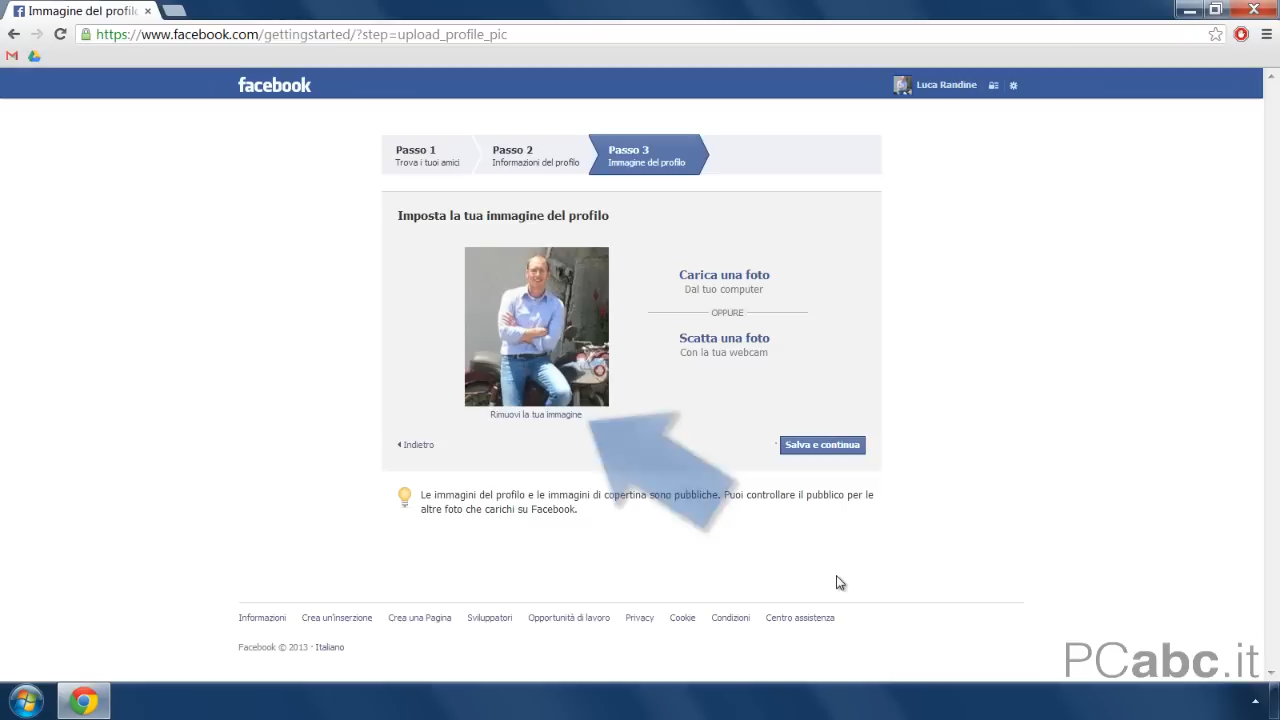 Immagine del profilo
https://www.facebook.com/gettingstarted/?step=upload_profile_pic
facebook
Luca Randine
Passo 1
Trova i tuoi amici
Passo 2
Informazioni del profilo
Passo 3
Immagine del profilo
Imposta la tua immagine del profilo
Carica una foto
Dal tuo computer
OPPURE
Scatta una foto
Con la tua webcam
Rimuovi la tua immagine
Indietro
Salva e continua
Le immagini del profilo e le immagini di copertina sono pubbliche. Puoi controllare il pubblico per le
altre foto che carichi su Facebook.
Informazioni Crea un'inserzione Crea una Pagina Sviluppatori Opportunità di lavoro Privacy Cookie Condizioni Centro assistenza
Facebook © 2013 · Italiano
PCabc.it